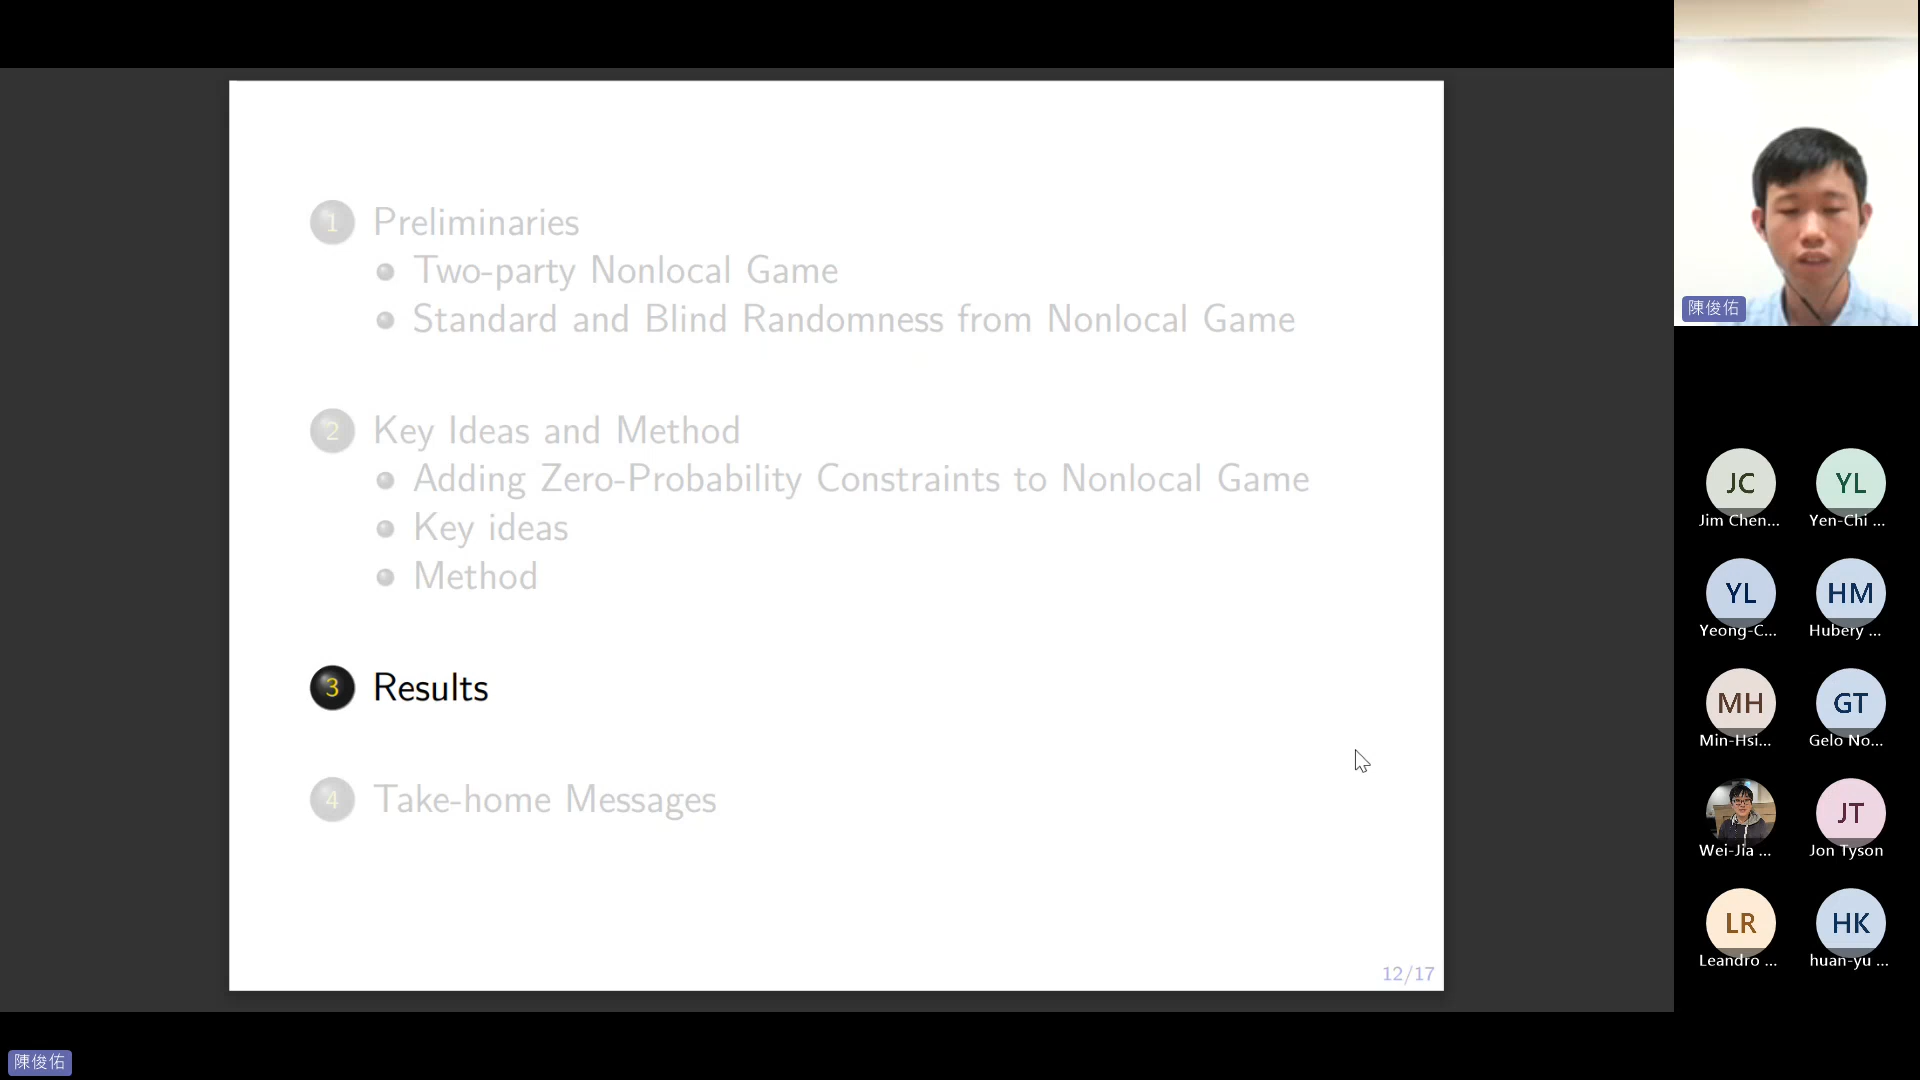 1 Preliminaries
Two-party Nonlocal Game
Standard and Blind Randomness from Nonlocal Game
2 Key Ideas and Method
Adding Zero-Probability Constraints to Nonlocal Game
Key ideas
Method
3 Results
4 Take-home Messages
12/17
陳俊佑
JC YL
Jim Chen... Yen-Chi ...
YL HM
Yeong-C... Hubery ...
MH GT
Min-Hsi... Gelo No...
JT
Wei-Jia ... Jon Tyson
LR HK
Leandro ... huan-yu ...
陳俊佑